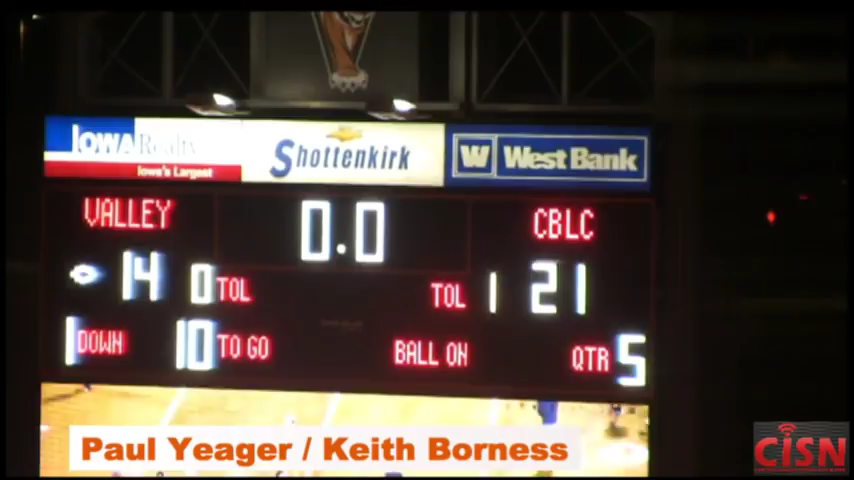 IOWA Realty
Iowa's Largest
Shottenkirk
W West Bank
VALLEY
0.0
CBLC
14
0 TOL
TOL 1
21
1 DOWN
10 TO GO
BALL ON
QTR 5
Paul Yeager / Keith Borness
CISN